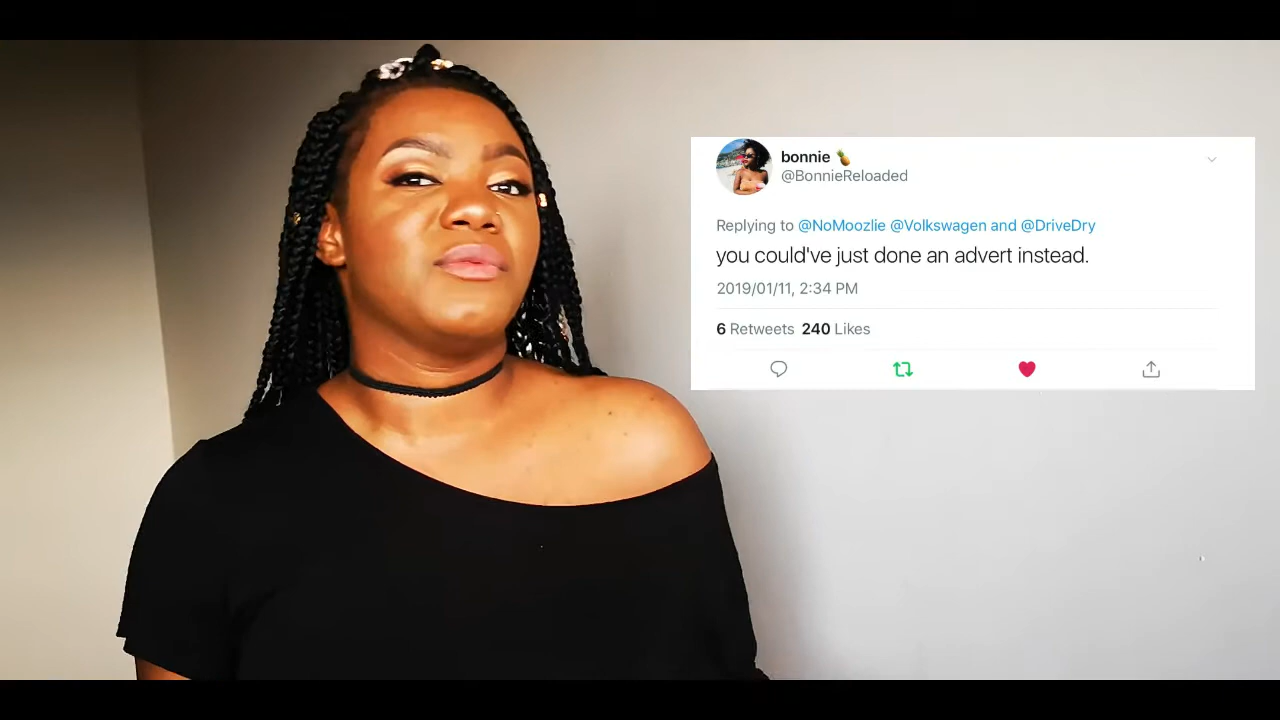 bonnie 🍍
@BonnieReloaded
Replying to @NoMoozlie @Volkswagen and @DriveDry
you could've just done an advert instead.
2019/01/11, 2:34 PM
6 Retweets 240 Likes